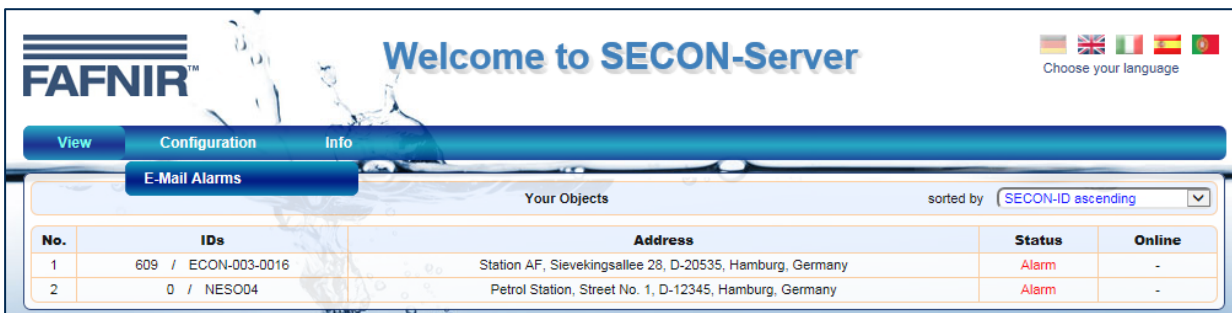 FAFNIR™
Welcome to SECON-Server
Choose your language
View Configuration Info
E-Mail Alarms
Your Objects sorted by SECON-ID ascending
No. IDs Address Status Online
1 609 / ECON-003-0016 Station AF, Sievekingsallee 28, D-20535, Hamburg, Germany Alarm -
2 0 / NESO04 Petrol Station, Street No. 1, D-12345, Hamburg, Germany Alarm -